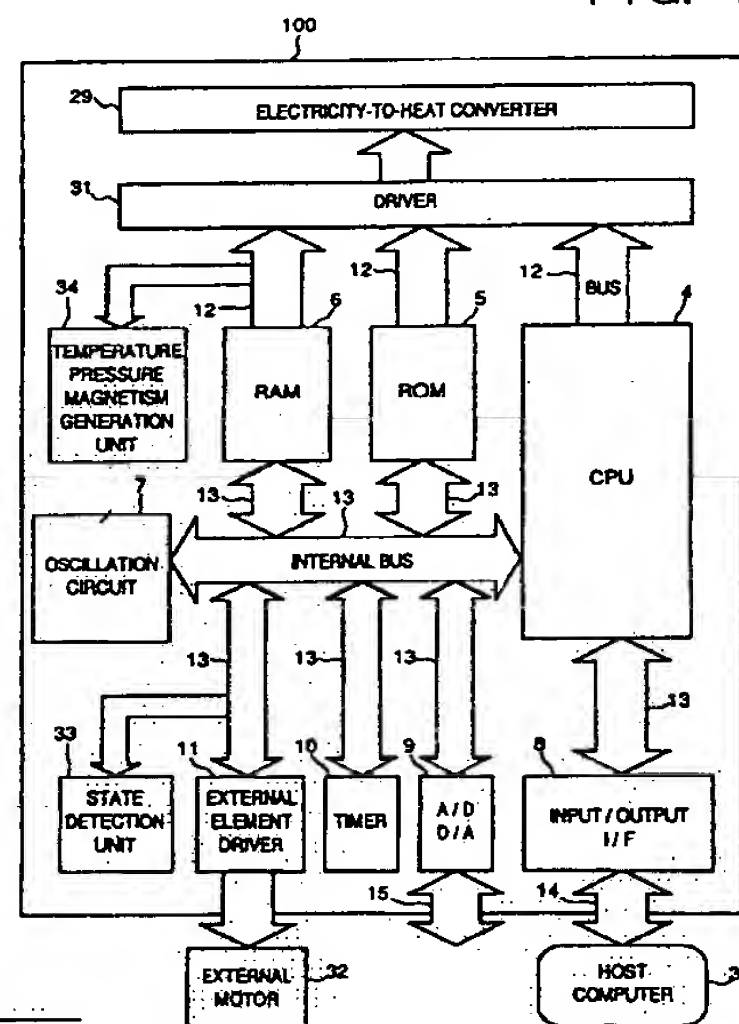 100
29
ELECTRICITY-TO-HEAT CONVERTER
31
DRIVER
34
12
6
12
5
12
BUS
4
TEMPERATURE
PRESSURE
MAGNETISM
GENERATION
UNIT
RAM
ROM
CPU
7
13
13
13
OSCILLATION
CIRCUIT
INTERNAL BUS
13
13
13
13
33
11
10
9
8
STATE
DETECTION
UNIT
EXTERNAL
ELEMENT
DRIVER
TIMER
A/D
D/A
INPUT/OUTPUT
I/F
15
14
EXTERNAL
MOTOR
32
HOST
COMPUTER